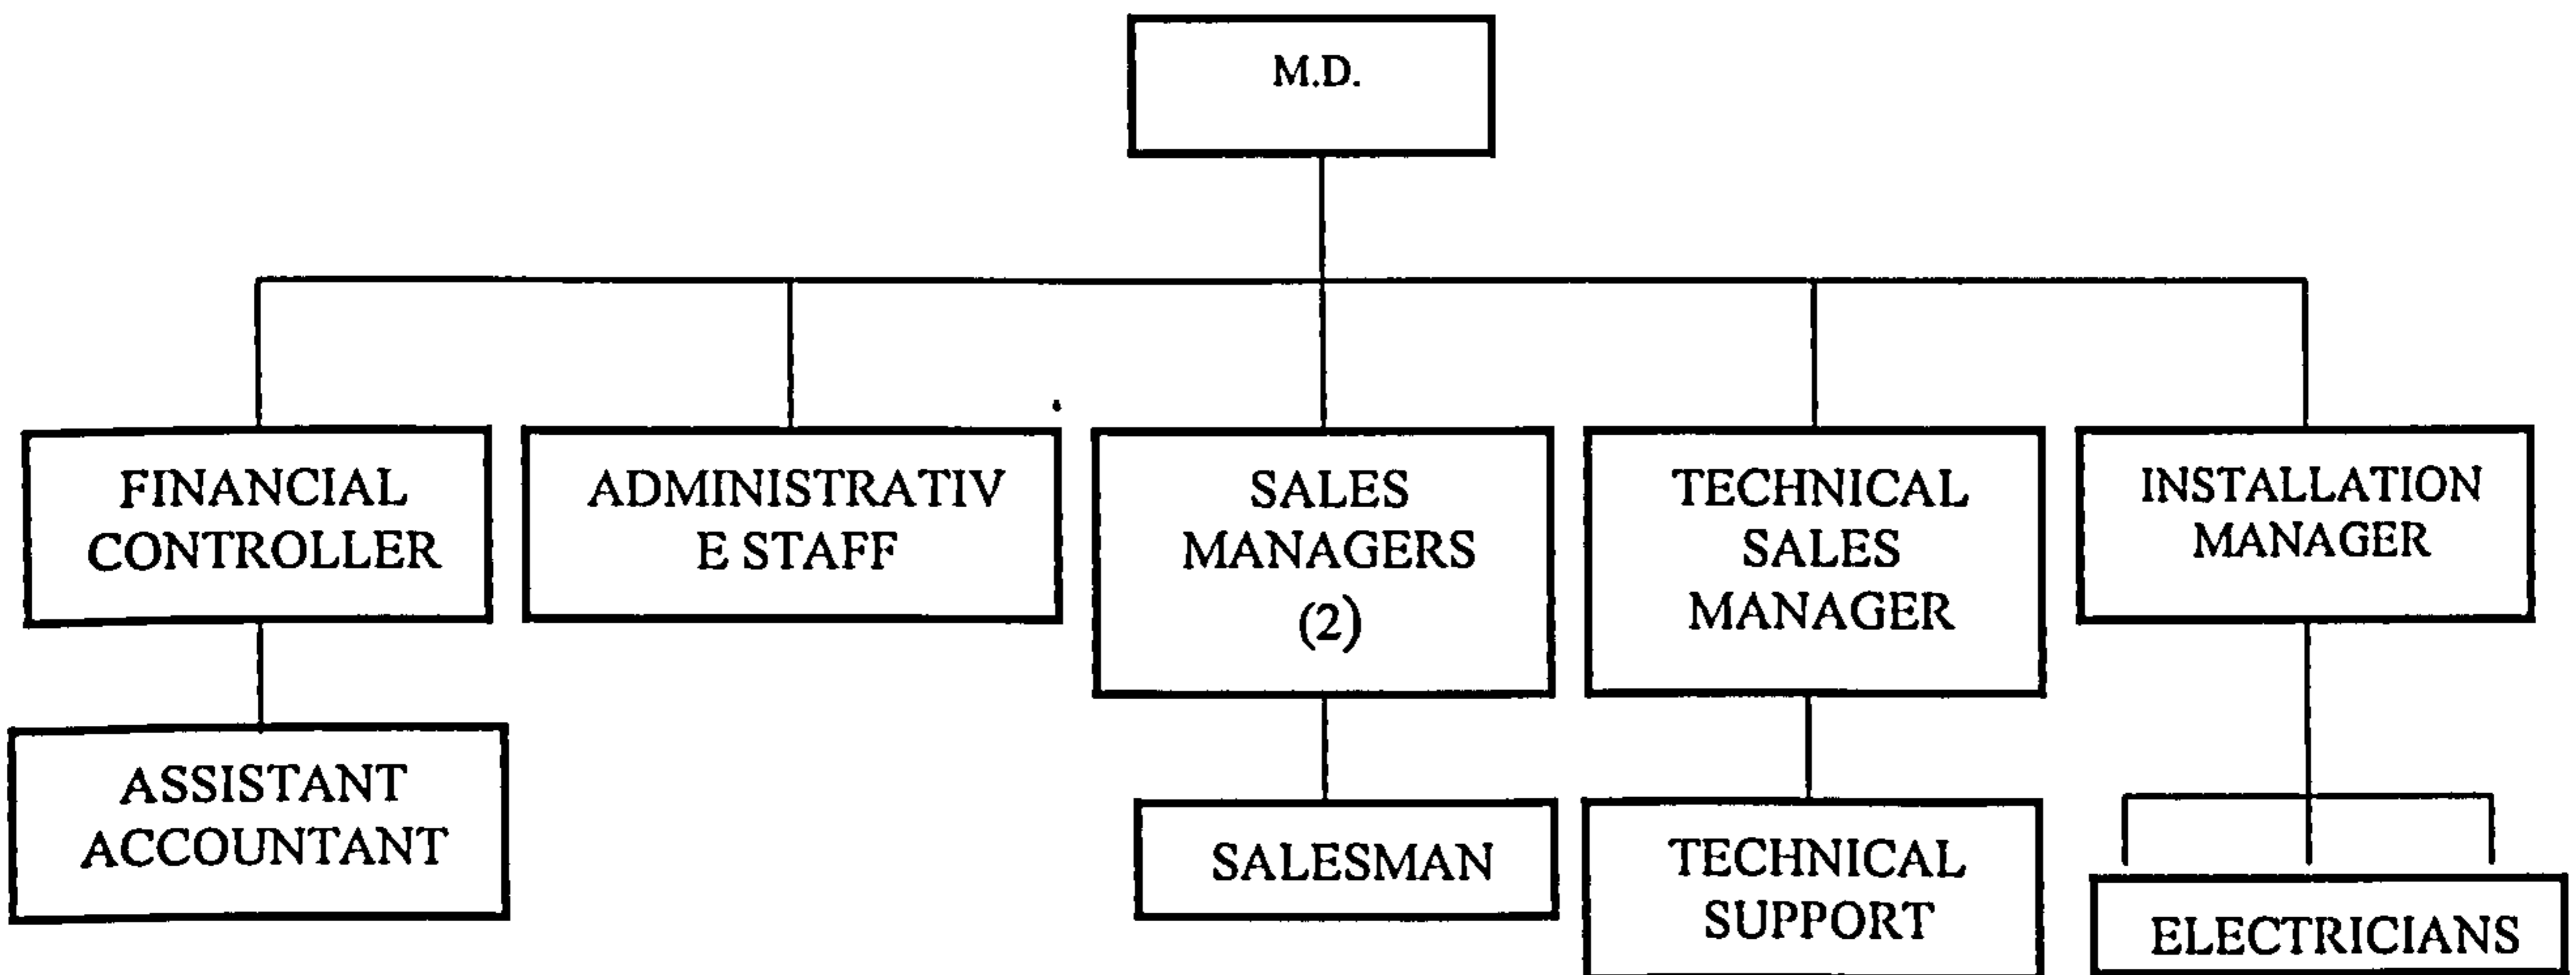 M.D.
FINANCIAL
CONTROLLER
ADMINISTRATIV
E STAFF
SALES
MANAGERS
(2)
TECHNICAL
SALES
MANAGER
INSTALLATION
MANAGER
ASSISTANT
ACCOUNTANT
SALESMAN
TECHNICAL
SUPPORT
ELECTRICIANS